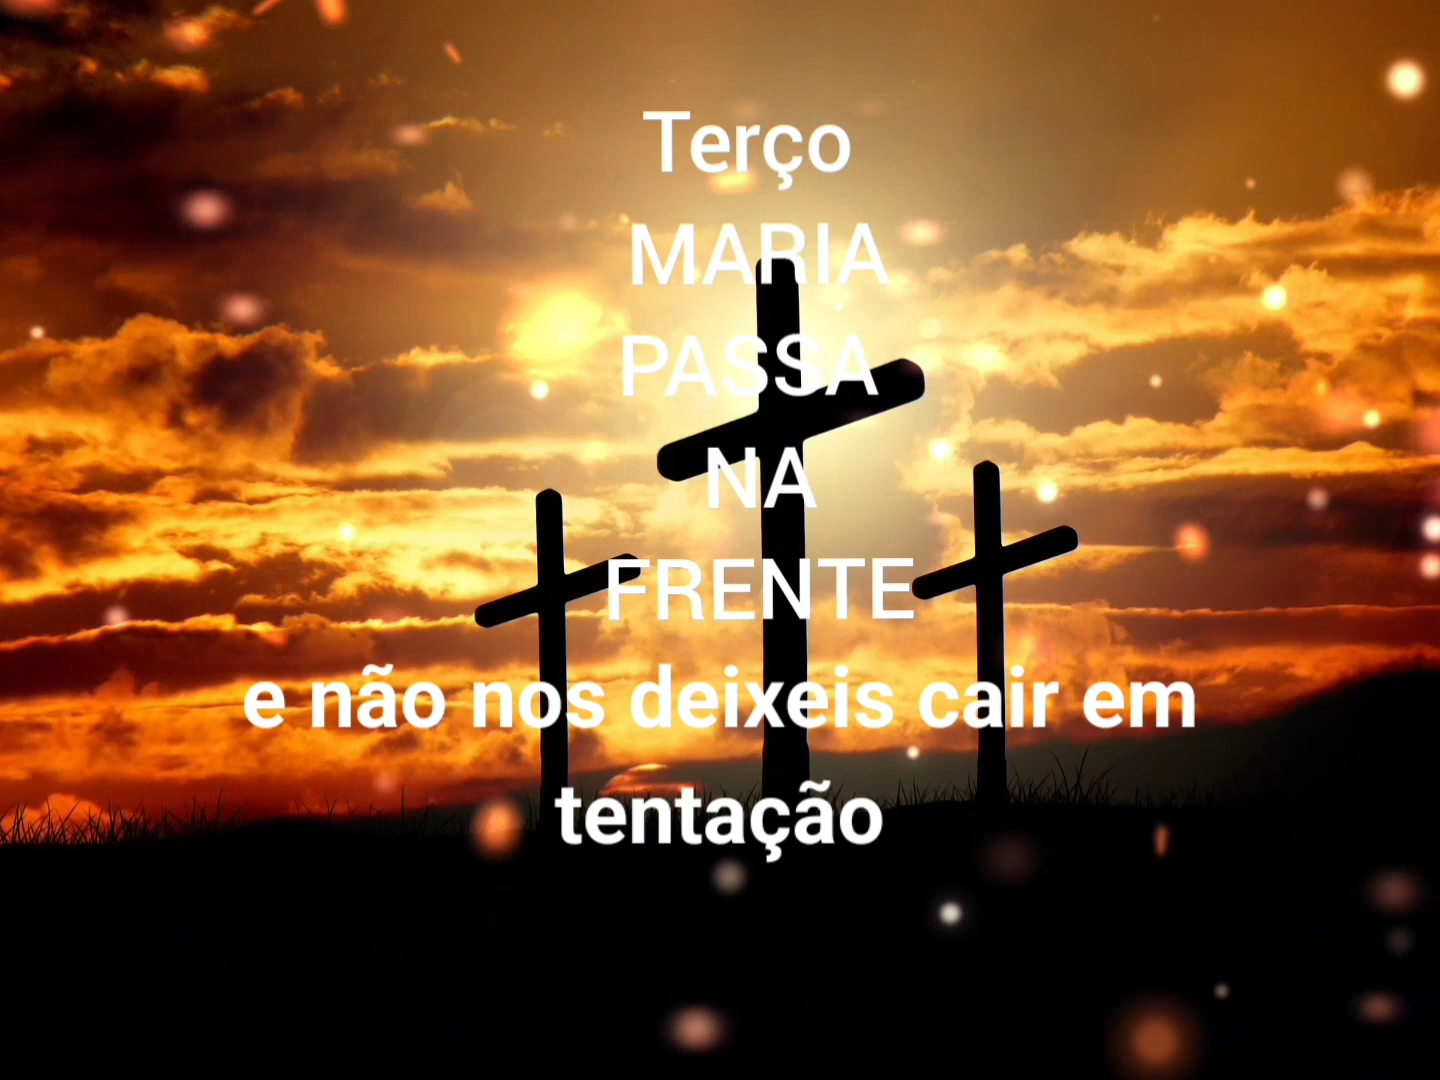 Terço
MARIA
PASSA
NA
FRENTE
e não nos deixeis cair em
tentação